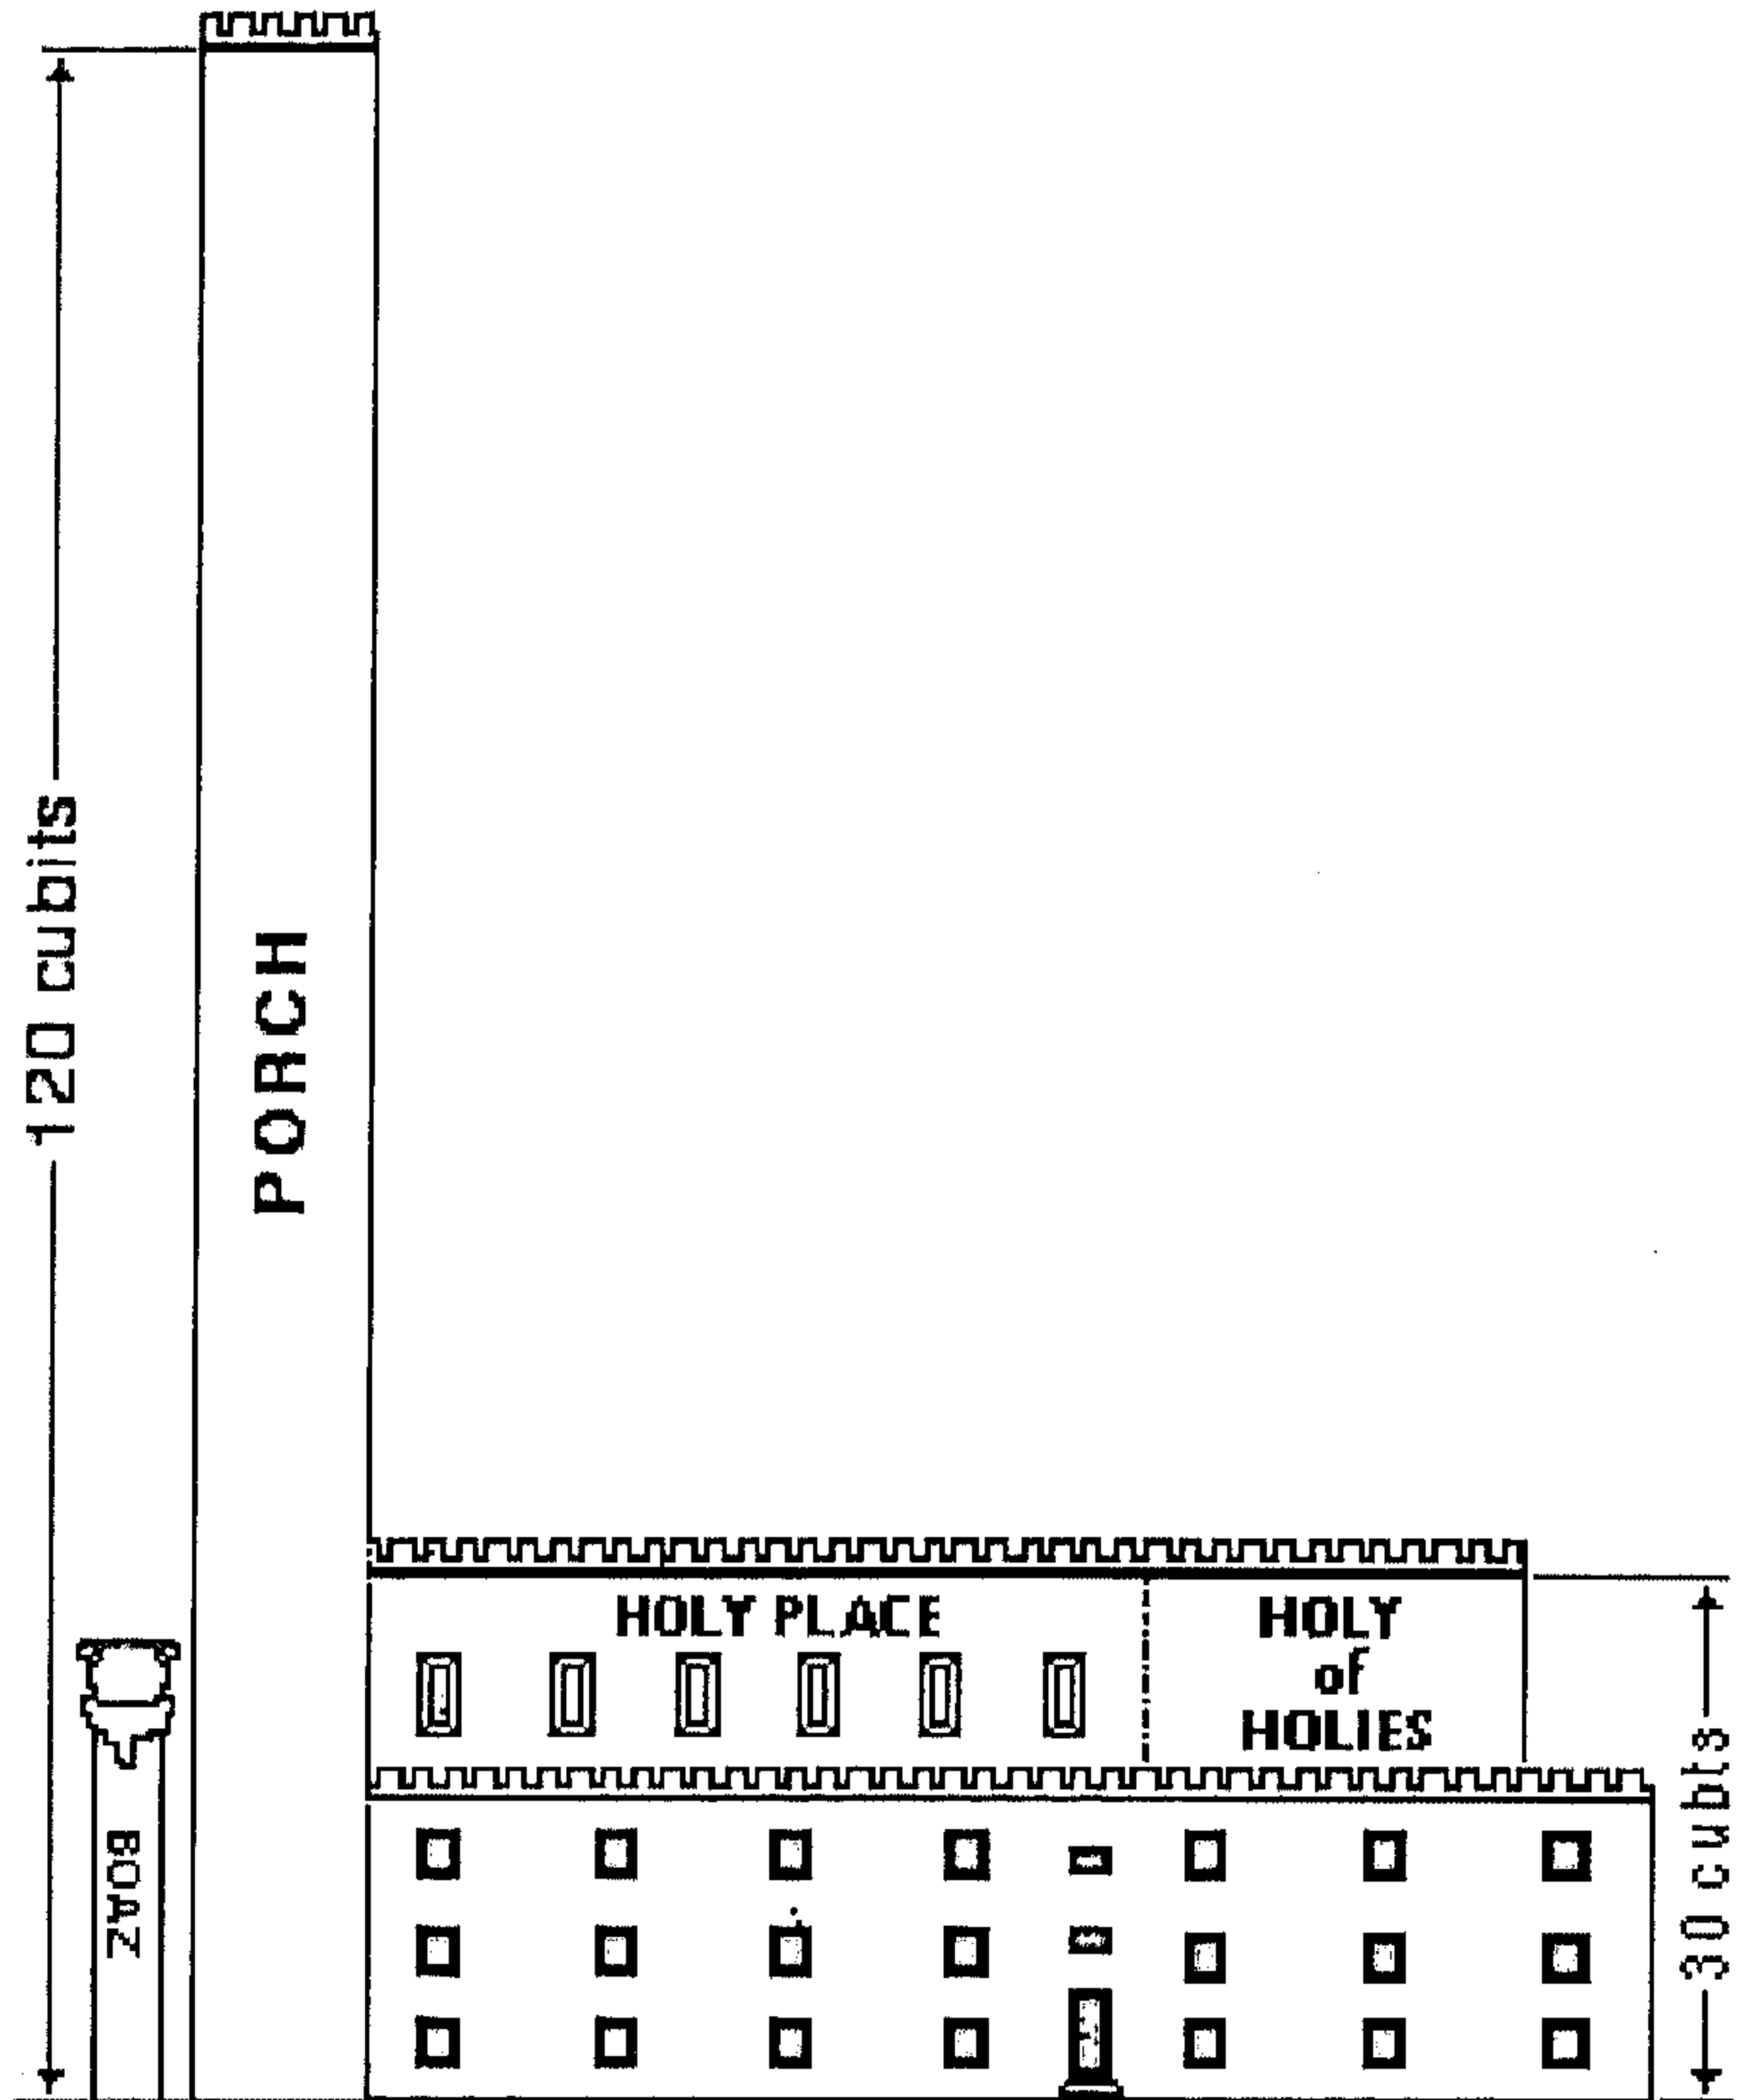 120 cubits
PORCH
BOAZ
HOLY PLACE
HOLY
of
HOLIES
30 cubits